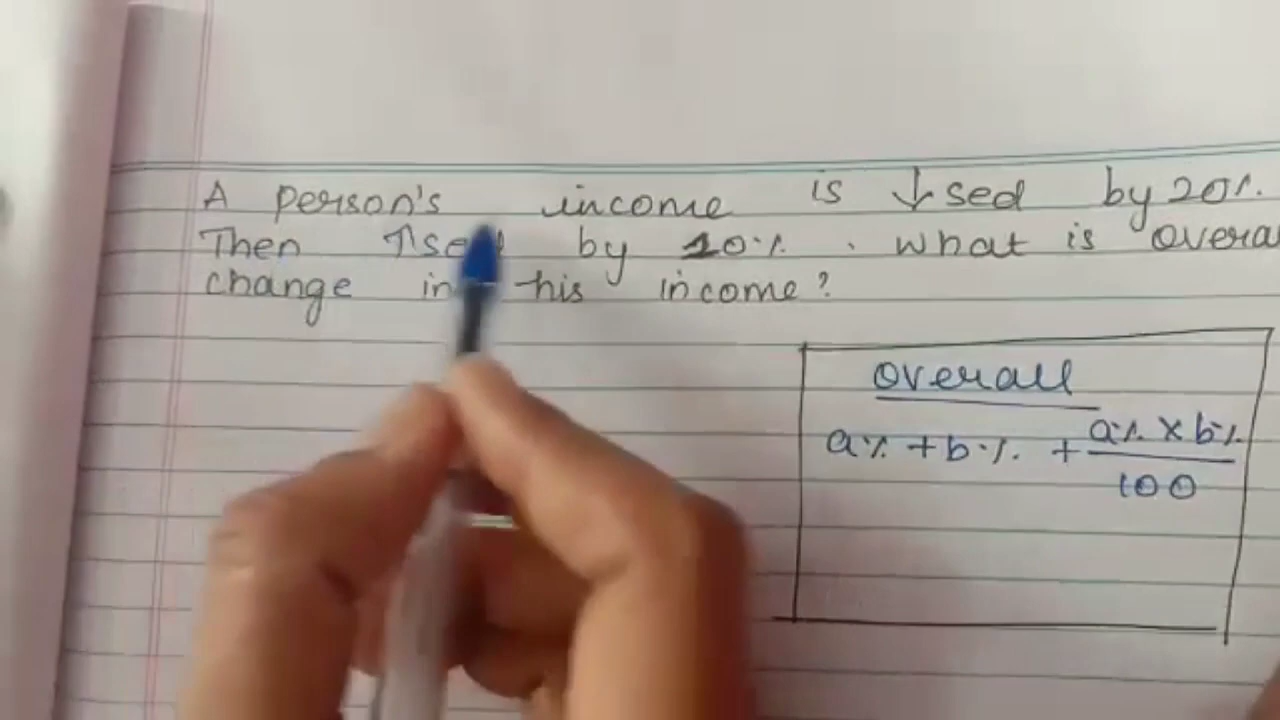 A person's income is ↓sed by 20%.
Then ↑sed by 10%. What is overa
change in his income?
overall
a% + b% + a% × b%
100